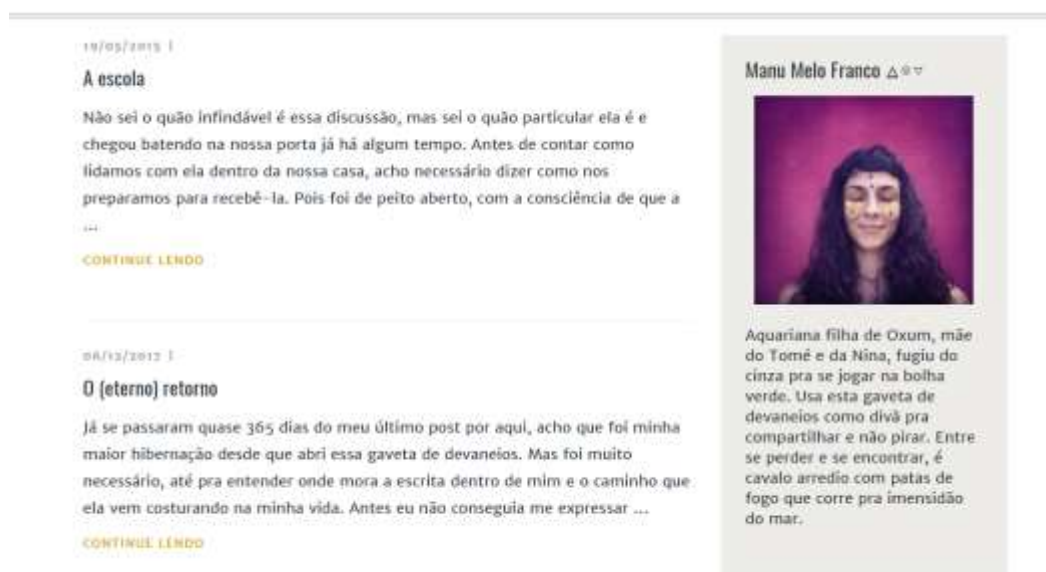 A escola
Não sei o quão infindável é essa discussão, mas sei o quão particular ela é e
chegou batendo na nossa porta já há algum tempo. Antes de contar como
lidamos com ela dentro da nossa casa, acho necessário dizer como nos
preparamos para recebê-la. Pois foi de peito aberto, com a consciência de que a
...
CONTINUE LENDO
O (eterno) retorno
Já se passaram quase 365 dias do meu último post por aqui, acho que foi minha
maior hibernação desde que abri essa gaveta de devaneios. Mas foi muito
necessário, até pra entender onde mora a escrita dentro de mim e o caminho que
ela vem costurando na minha vida. Antes eu não conseguia me expressar ...
CONTINUE LENDO
Manu Melo Franco
Aquariana filha de Oxum, mãe
do Tomé e da Nina, fugiu do
cinza pra se jogar na bolha
verde. Usa esta gaveta de
devaneios como divã pra
compartilhar e não pirar. Entre
se perder e se encontrar, é
cavalo arredio com patas de
fogo que corre pra imensidão
do mar.